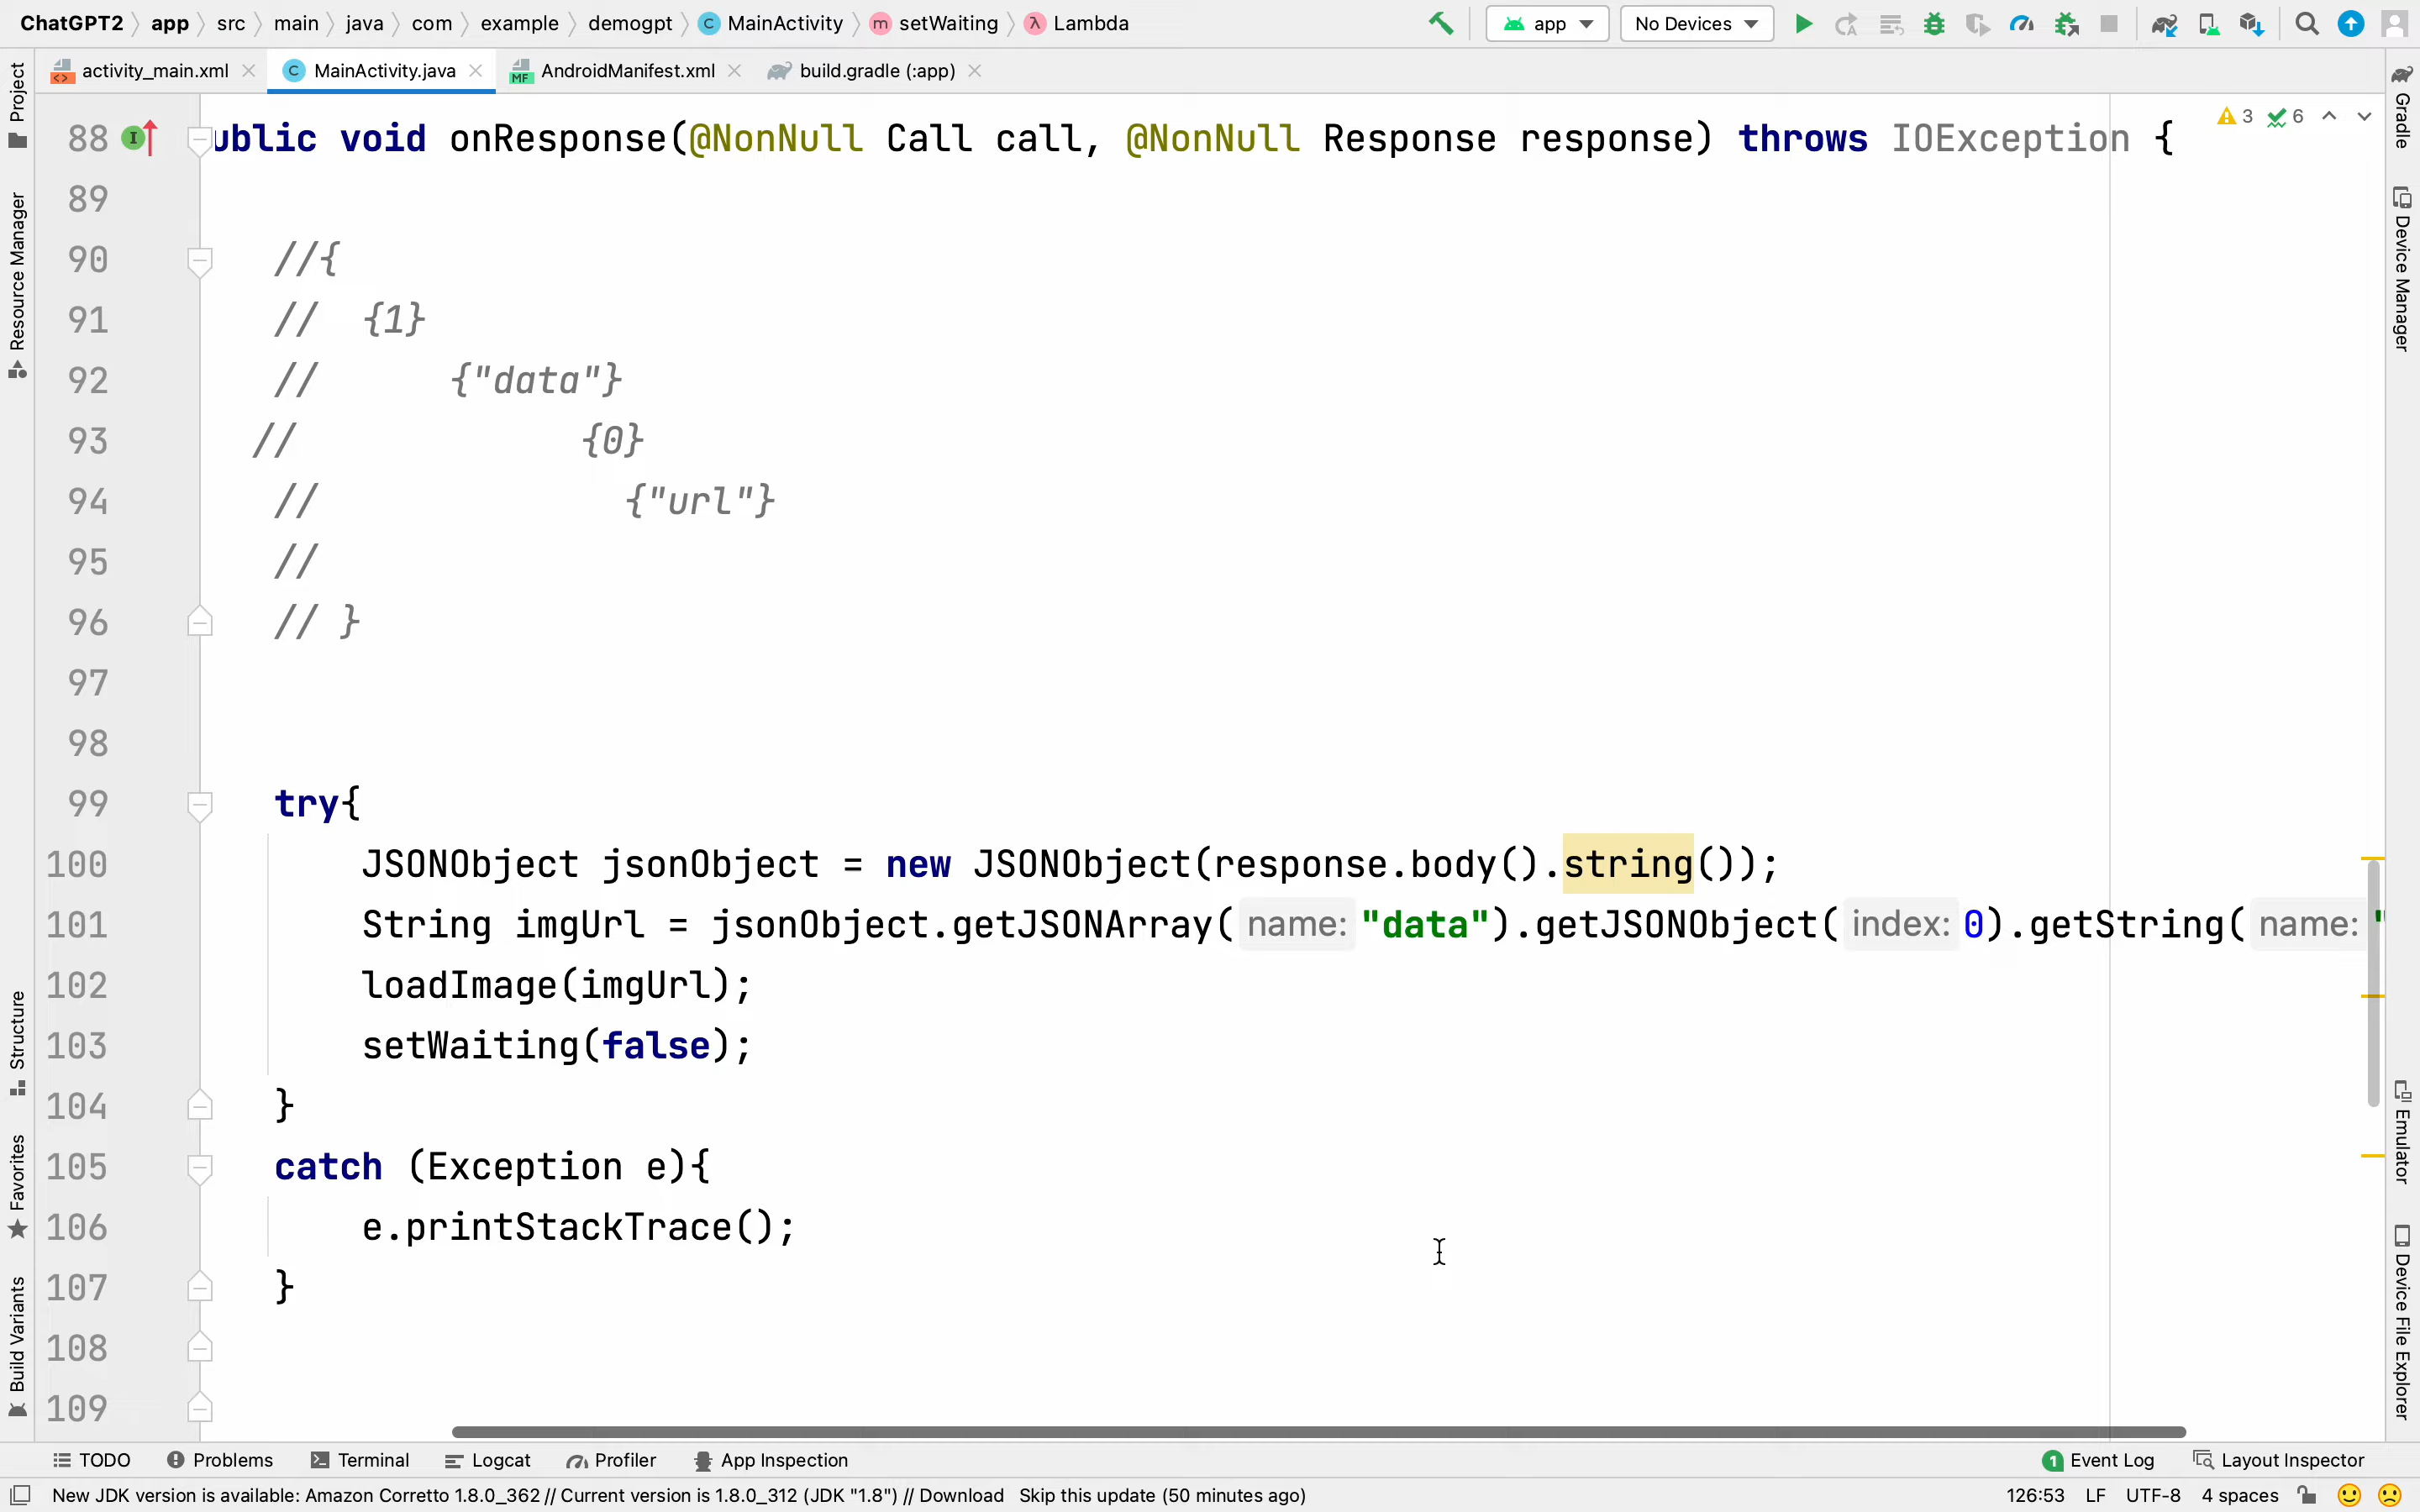 ChatGPT2 app src main java com example demogpt MainActivity setWaiting Lambda app No Devices
activity_main.xml MainActivity.java AndroidManifest.xml build.gradle (:app)
Project
Resource Manager
Structure
Favorites
Build Variants
3 6
88 ublic void onResponse(@NonNull Call call, @NonNull Response response) throws IOException {
89
90 //{
91 // {1}
92 // {"data"}
93 // {0}
94 // {"url"}
95 //
96 // }
97
98
99 try{
100 JSONObject jsonObject = new JSONObject(response.body().string());
101 String imgUrl = jsonObject.getJSONArray( name: "data").getJSONObject( index: 0).getString( name: "
102 loadImage(imgUrl);
103 setWaiting(false);
104 }
105 catch (Exception e){
106 e.printStackTrace();
107 }
108
109
Gradle
Device Manager
Emulator
Device File Explorer
TODO Problems Terminal Logcat Profiler App Inspection 1 Event Log Layout Inspector
New JDK version is available: Amazon Corretto 1.8.0_362 // Current version is 1.8.0_312 (JDK "1.8") // Download Skip this update (50 minutes ago) 126:53 LF UTF-8 4 spaces